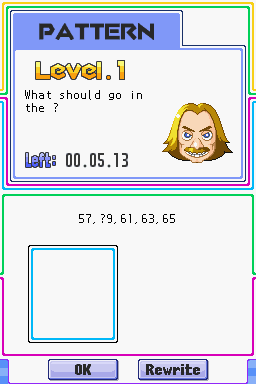 PATTERN
Level.1
What should go in
the ?
Left: 00.05.13
57, ?9, 61, 63, 65
OK
Rewrite